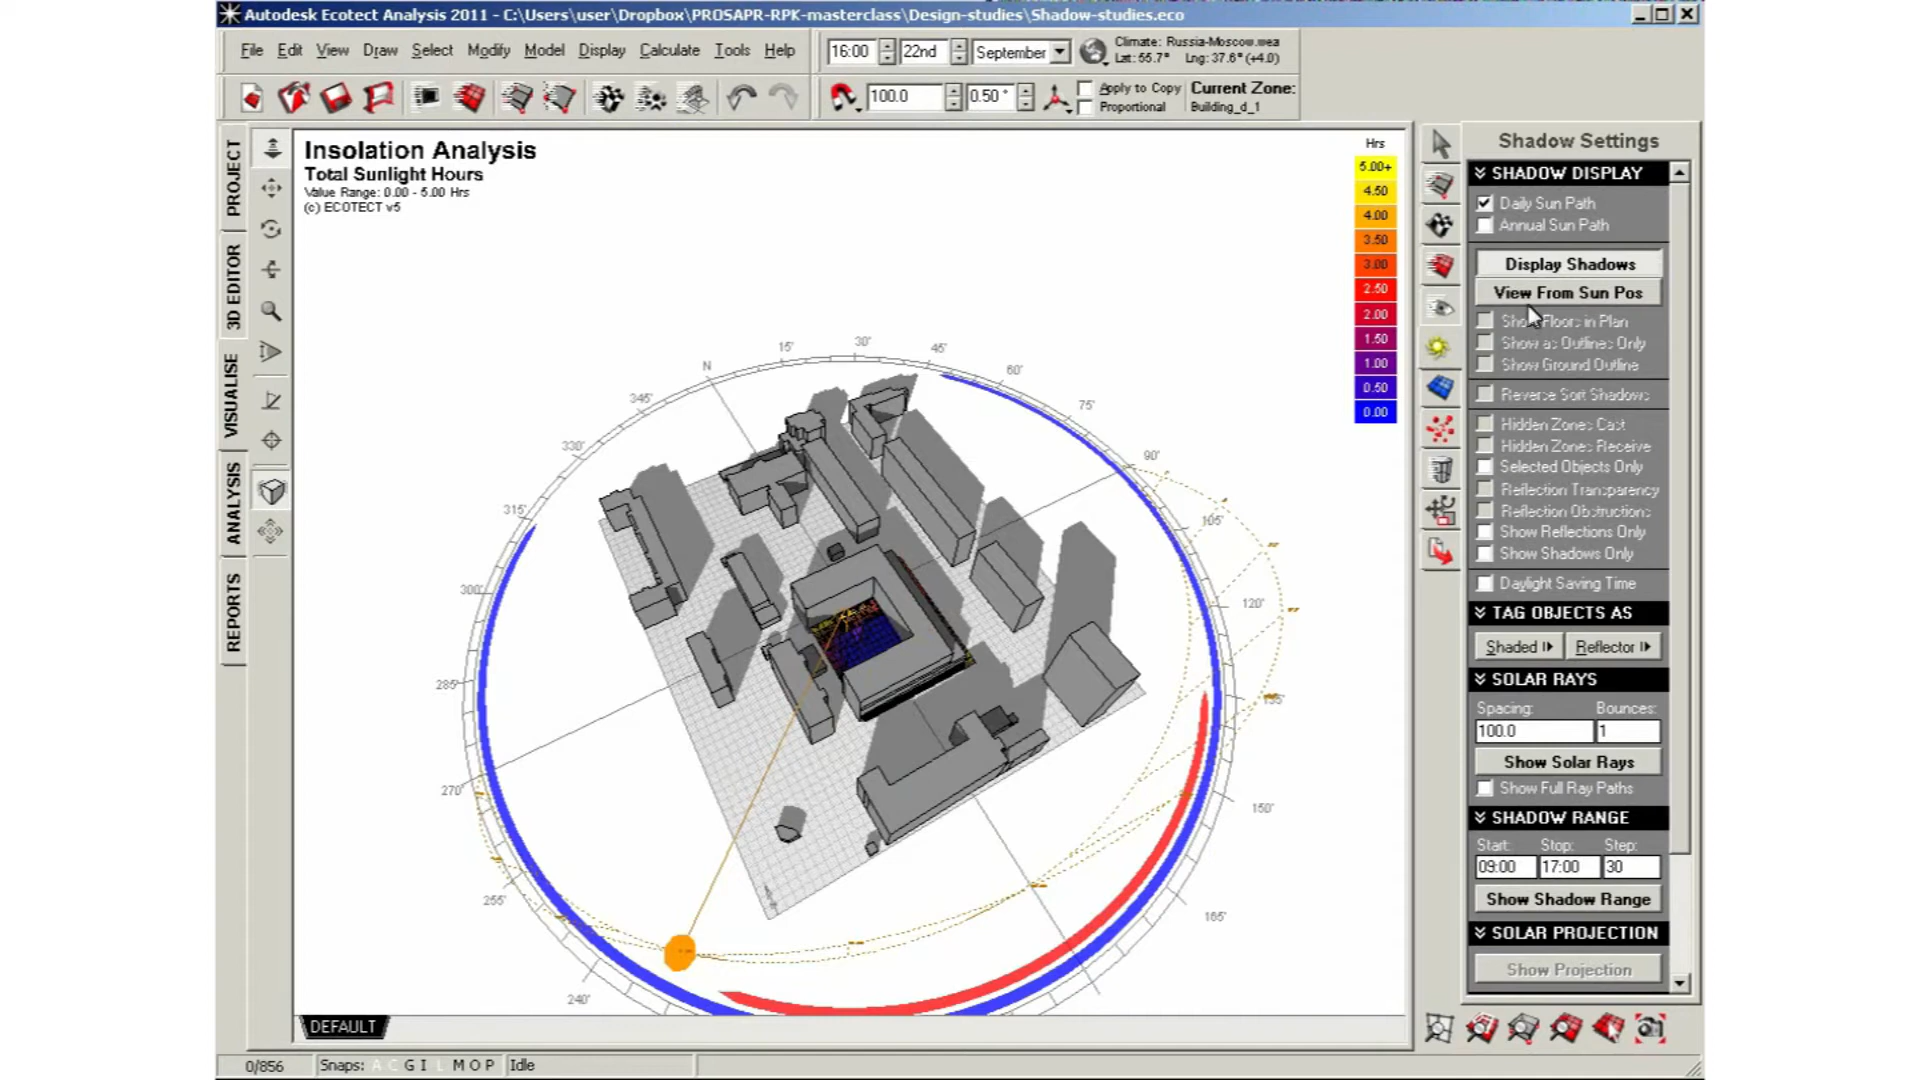 Autodesk Ecotect Analysis 2011 - C:\Users\user\Dropbox\PROSAPR-RPK-masterclass\Design-studies\Shadow-studies.eco
File Edit View Draw Select Modify Model Display Calculate Tools Help
16:00 22nd September
Climate: Russia-Moscow.wea
Lat: 55.7° Lng: 37.6° (+4.0)
100.0 0.50 °
Apply to Copy
Proportional
Current Zone:
Building_d_1
PROJECT
3D EDITOR
VISUALISE
ANALYSIS
REPORTS
Insolation Analysis
Total Sunlight Hours
Value Range: 0.00 - 5.00 Hrs
(c) ECOTECT v5
Hrs
5.00+
4.50
4.00
3.50
3.00
2.50
2.00
1.50
1.00
0.50
0.00
N
15°
30°
45°
60°
75°
90°
105°
120°
135°
150°
165°
240°
255°
270°
285°
300°
315°
330°
345°
Shadow Settings
SHADOW DISPLAY
Daily Sun Path
Annual Sun Path
Display Shadows
View From Sun Pos
Show Floors in Plan
Show as Outlines Only
Show Ground Outline
Reverse Sort Shadows
Hidden Zones Cast
Hidden Zones Receive
Selected Objects Only
Reflection Transparency
Reflection Obstructions
Show Reflections Only
Show Shadows Only
Daylight Saving Time
TAG OBJECTS AS
Shaded Reflector
SOLAR RAYS
Spacing: Bounces:
100.0 1
Show Solar Rays
Show Full Ray Paths
SHADOW RANGE
Start: Stop: Step:
09:00 17:00 30
Show Shadow Range
SOLAR PROJECTION
Show Projection
DEFAULT
0/856 Snaps: A C G I L M O P Idle